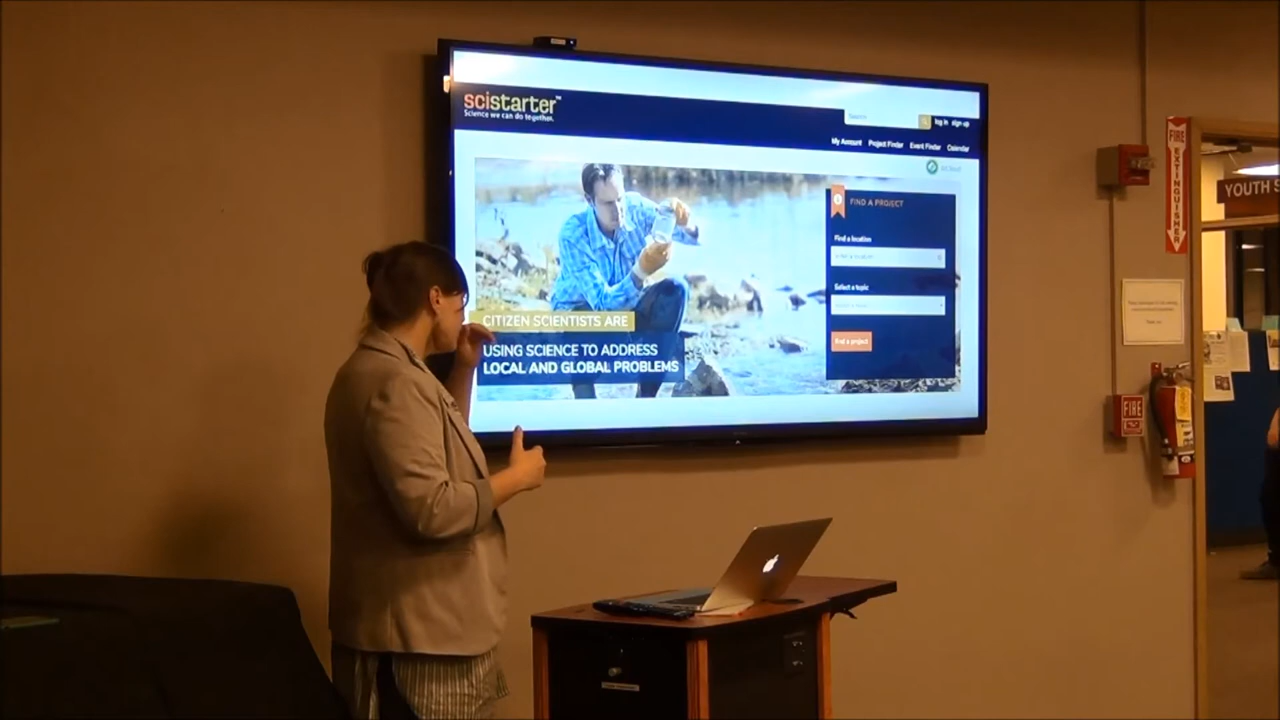 scistarter™
Science we can do together.
Search
log in sign up
My Account Project Finder Event Finder Calendar
FIND A PROJECT
Find a location
Select a topic
Find a project
CITIZEN SCIENTISTS ARE
USING SCIENCE TO ADDRESS
LOCAL AND GLOBAL PROBLEMS
FIRE
EXTINGUISHER
YOUTH S
FIRE